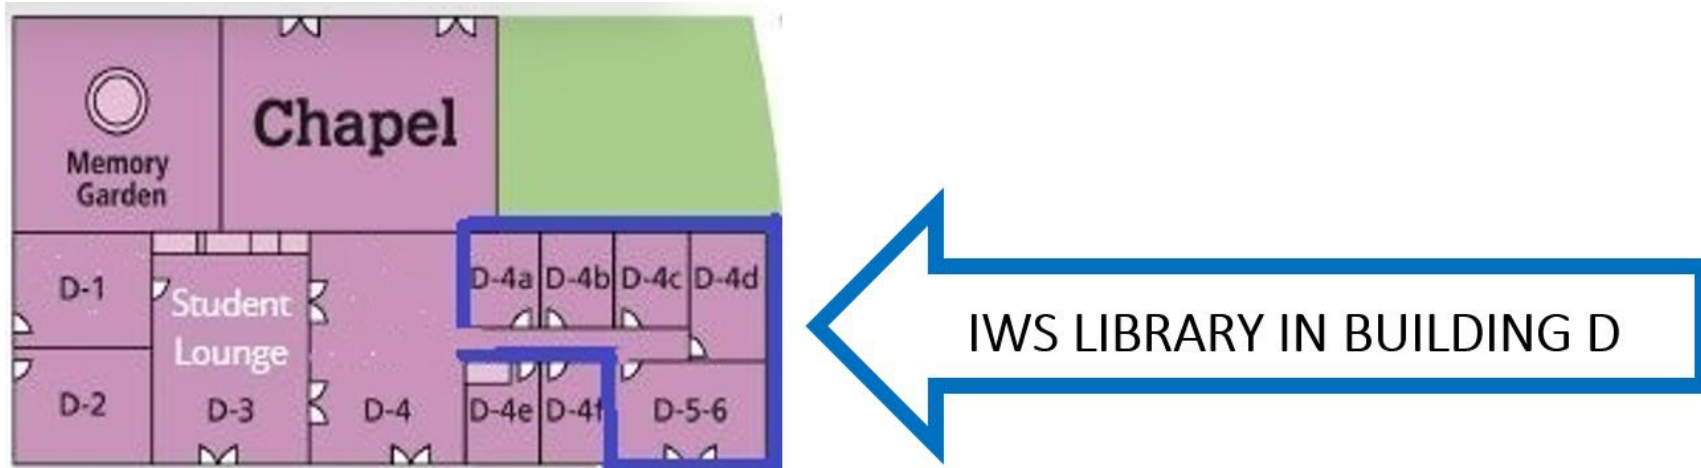 Chapel
Memory
Garden
D-1
Student
Lounge
D-4a
D-4b
D-4c
D-4d
D-2
D-3
D-4
D-4e
D-4f
D-5-6
IWS LIBRARY IN BUILDING D